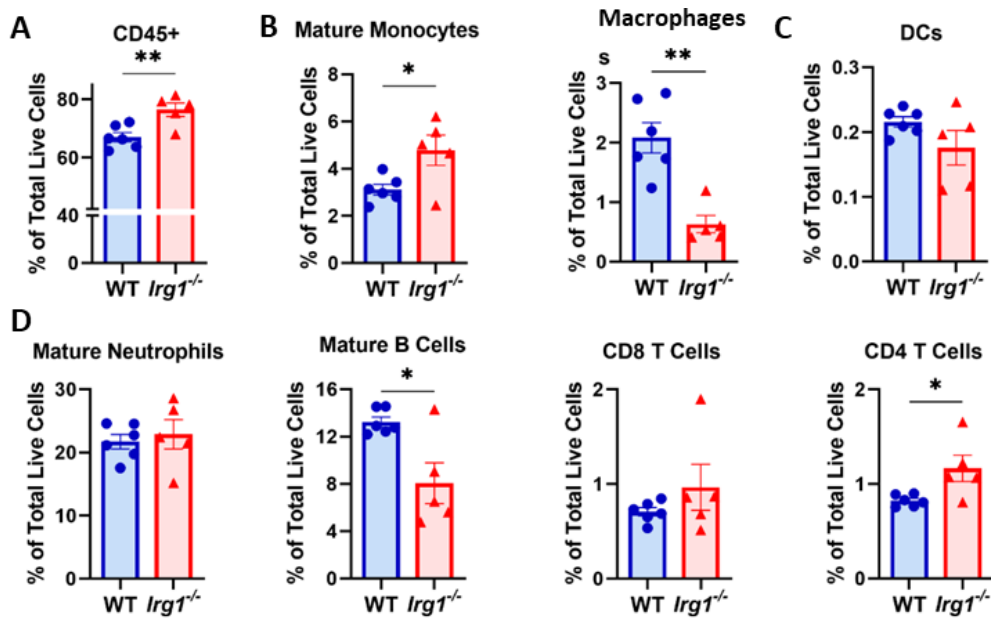 A
CD45+
**
% of Total Live Cells
80
60
40
0
WT Irg1-/-
B
Mature Monocytes
*
% of Total Live Cells
8
6
4
2
0
WT Irg1-/-
Macrophages
s
**
% of Total Live Cells
3
2
1
0
WT Irg1-/-
C
DCs
% of Total Live Cells
0.3
0.2
0.1
0.0
WT Irg1-/-
D
Mature Neutrophils
% of Total Live Cells
30
20
10
0
WT Irg1-/-
Mature B Cells
*
% of Total Live Cells
16
12
8
4
0
WT Irg1-/-
CD8 T Cells
% of Total Live Cells
2
1
0
WT Irg1-/-
CD4 T Cells
*
% of Total Live Cells
2
1
0
WT Irg1-/-